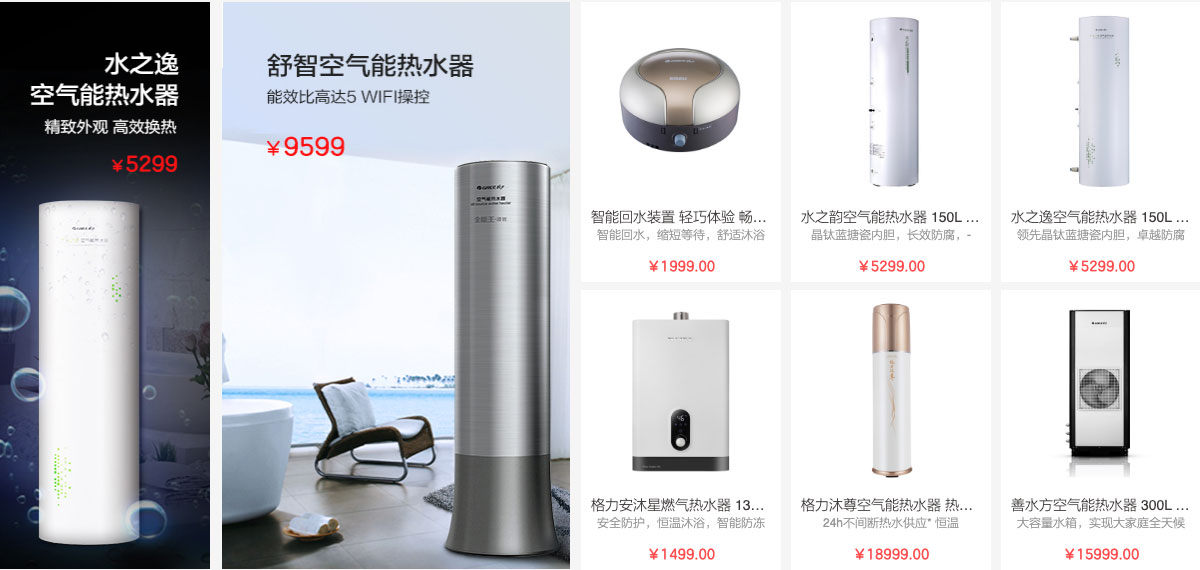 水之逸
空气能热水器
精致外观 高效换热
¥5299
舒智空气能热水器
能效比高达5 WIFI操控
¥9599
GREE 格力
空气能热水器
智能回水装置 轻巧体验 畅...
智能回水，缩短等待，舒适沐浴
¥1999.00
水之韵空气能热水器 150L ...
晶钛蓝搪瓷内胆，长效防腐，-
¥5299.00
水之逸空气能热水器 150L ...
领先晶钛蓝搪瓷内胆，卓越防腐
¥5299.00
格力安沐星燃气热水器 13...
安全防护，恒温沐浴，智能防冻
¥1499.00
格力沐尊空气能热水器 热...
24h不间断热水供应* 恒温
¥18999.00
善水方空气能热水器 300L ...
大容量水箱，实现大家庭全天候
¥15999.00